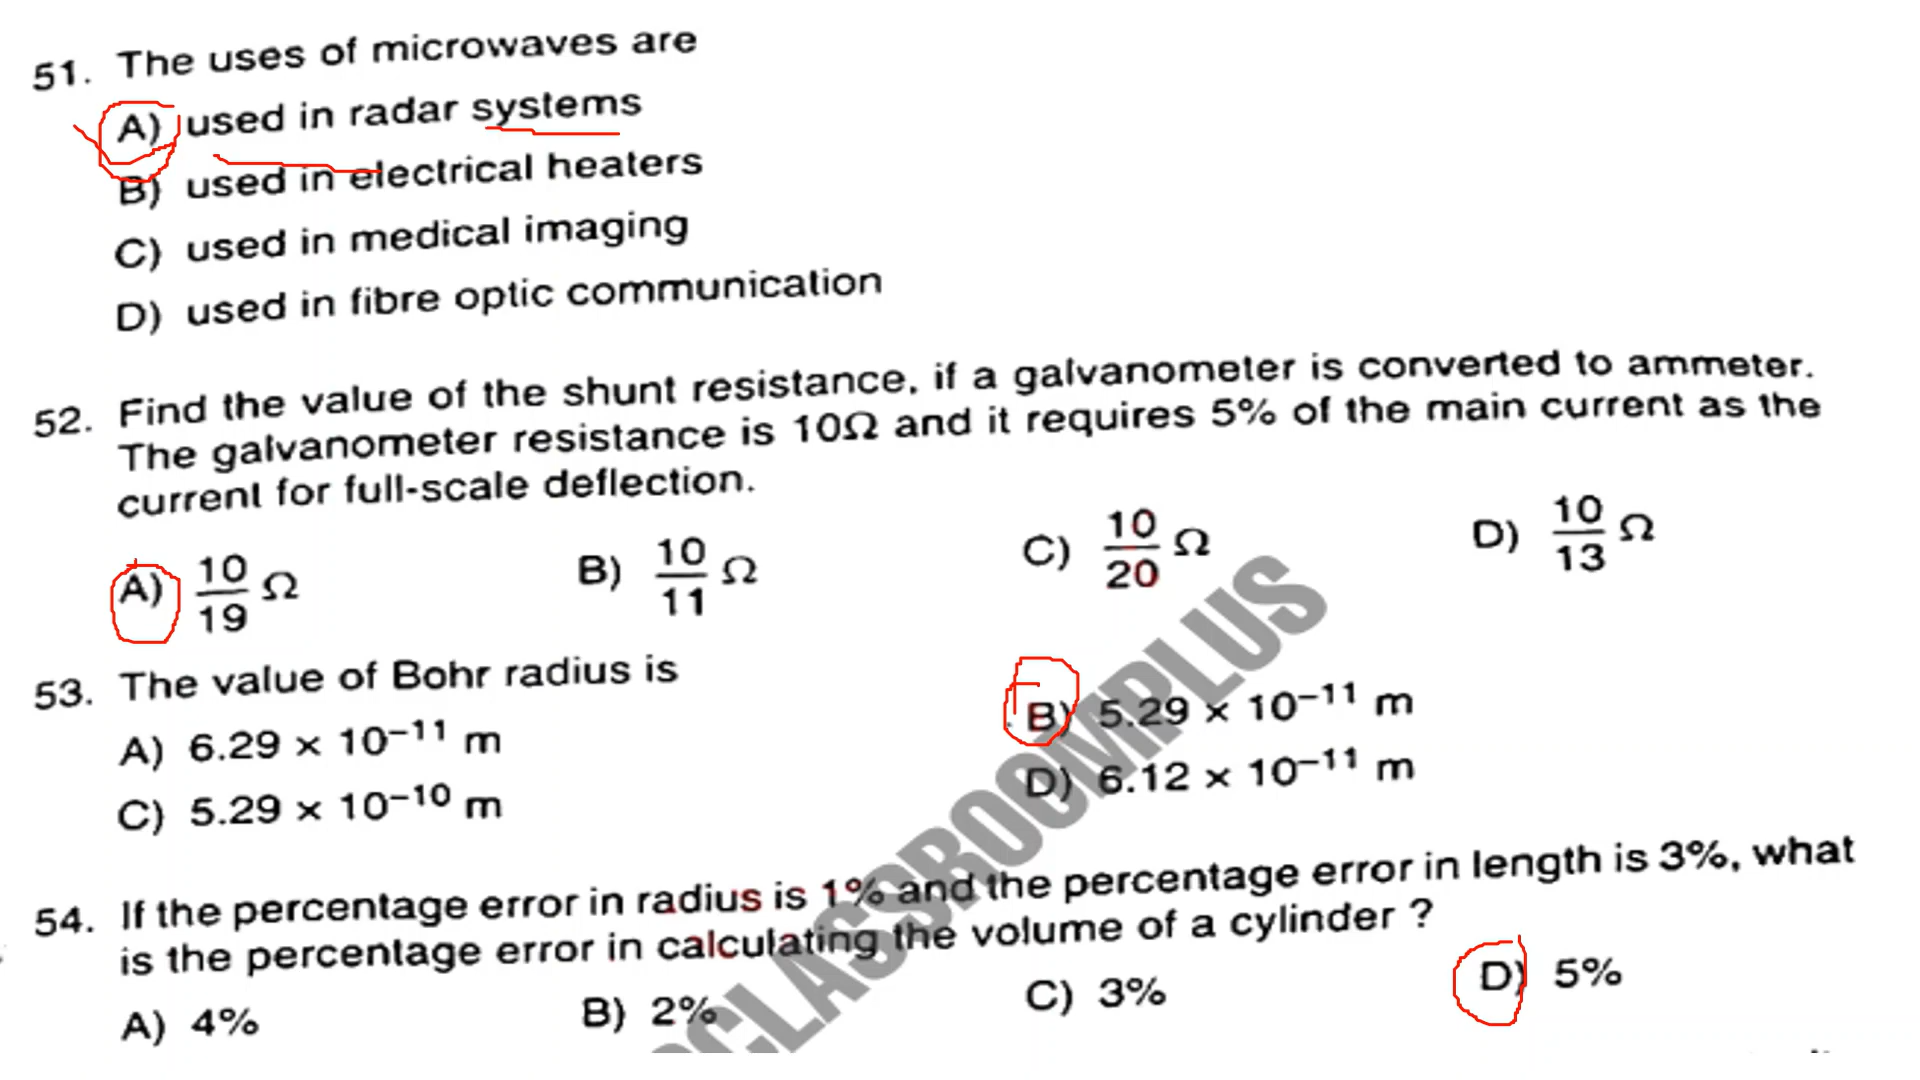 51. The uses of microwaves are
A) used in radar systems
B) used in electrical heaters
C) used in medical imaging
D) used in fibre optic communication
52. Find the value of the shunt resistance, if a galvanometer is converted to ammeter.
The galvanometer resistance is 10Ω and it requires 5% of the main current as the
current for full-scale deflection.
A) 10/19 Ω B) 10/11 Ω C) 10/20 Ω D) 10/13 Ω
53. The value of Bohr radius is
A) 6.29 × 10⁻¹¹ m B) 5.29 × 10⁻¹¹ m
C) 5.29 × 10⁻¹⁰ m D) 6.12 × 10⁻¹¹ m
54. If the percentage error in radius is 1% and the percentage error in length is 3%, what
is the percentage error in calculating the volume of a cylinder ?
A) 4% B) 2% C) 3% D) 5%
CLASSROOMPLUS